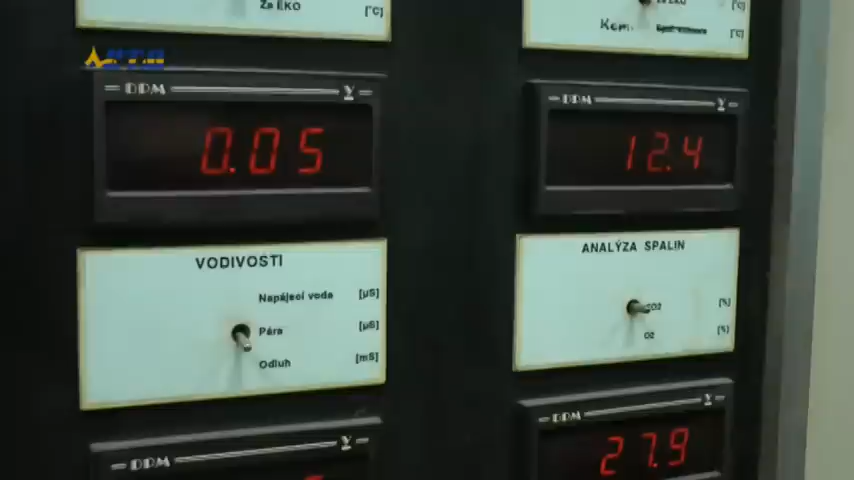 Za EKO [°C]
[°C]
Kom. [°C]
DPM
0.05
DPM
12.4
VODIVOSTI
Napájecí voda [µS]
Pára [µS]
Odluh [mS]
ANALÝZA SPALIN
CO2 [%]
O2 [%]
DPM
DPM
27.9